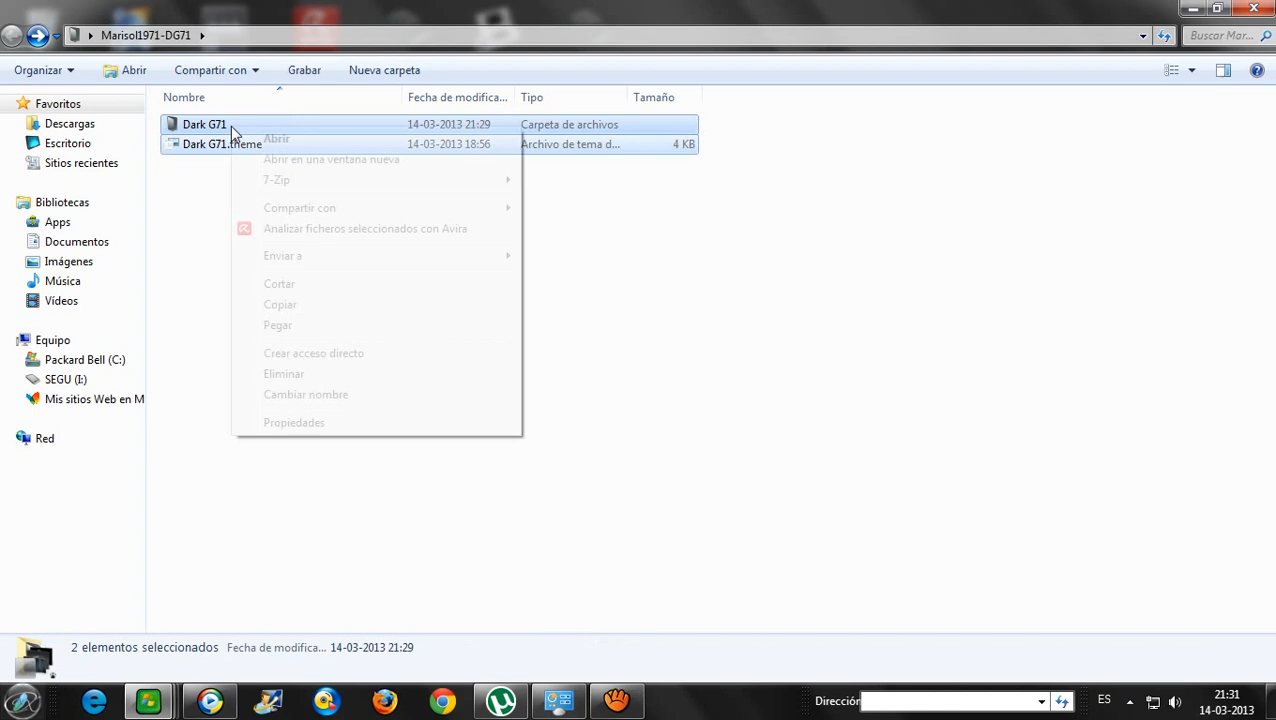 Marisol1971-DG71
Buscar Mar...
Organizar
Abrir
Compartir con
Grabar
Nueva carpeta
Nombre
Fecha de modifica...
Tipo
Tamaño
Favoritos
Descargas
Escritorio
Sitios recientes
Bibliotecas
Apps
Documentos
Imágenes
Música
Vídeos
Equipo
Packard Bell (C:)
SEGU (I:)
Mis sitios Web en M
Red
Dark G71 14-03-2013 21:29 Carpeta de archivos
Dark G71.theme 14-03-2013 18:56 Archivo de tema d... 4 KB
Abrir
Abrir en una ventana nueva
7-Zip
Compartir con
Analizar ficheros seleccionados con Avira
Enviar a
Cortar
Copiar
Pegar
Crear acceso directo
Eliminar
Cambiar nombre
Propiedades
2 elementos seleccionados Fecha de modifica... 14-03-2013 21:29
Dirección
ES
21:31
14-03-2013